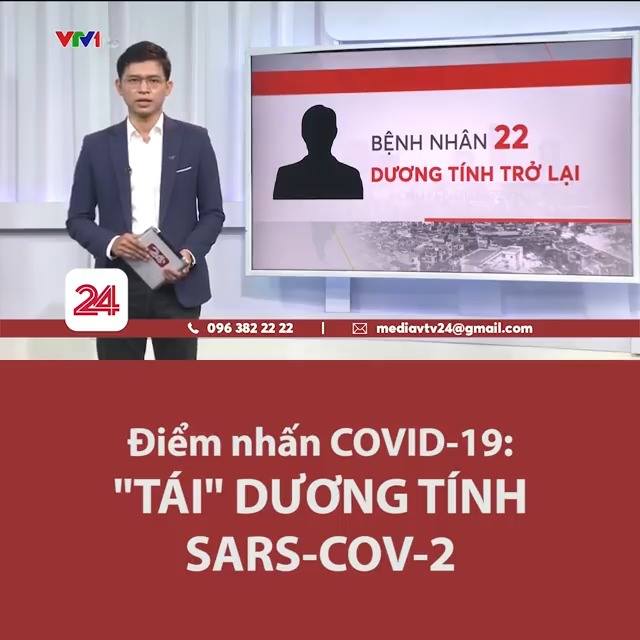 VTV1
BỆNH NHÂN 22
DƯƠNG TÍNH TRỞ LẠI
24
096 382 22 22 | mediavtv24@gmail.com
Điểm nhấn COVID-19:
"TÁI" DƯƠNG TÍNH
SARS-COV-2